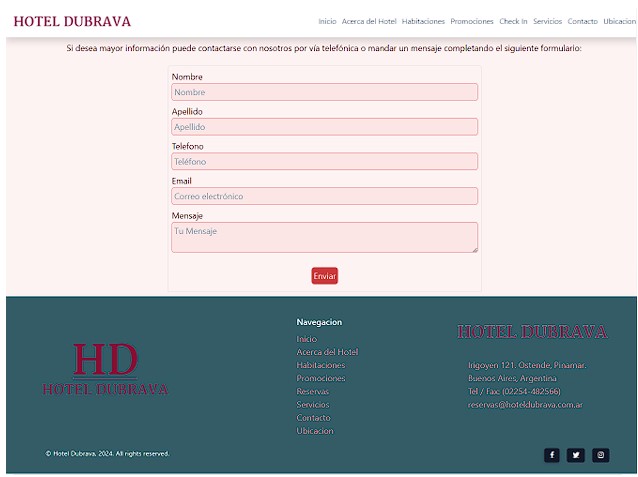 HOTEL DUBRAVA
Inicio Acerca del Hotel Habitaciones Promociones Check In Servicios Contacto Ubicacion
Si desea mayor información puede contactarse con nosotros por vía telefónica o mandar un mensaje completando el siguiente formulario:
Nombre
Nombre
Apellido
Apellido
Telefono
Teléfono
Email
Correo electrónico
Mensaje
Tu Mensaje
Enviar
HD
HOTEL DUBRAVA
Navegacion
Inicio
Acerca del Hotel
Habitaciones
Promociones
Reservas
Servicios
Contacto
Ubicacion
HOTEL DUBRAVA
Irigoyen 121. Ostende, Pinamar.
Buenos Aires, Argentina
Tel / Fax: (02254-482566)
reservas@hoteldubrava.com.ar
© Hotel Dubrava, 2024. All rights reserved.